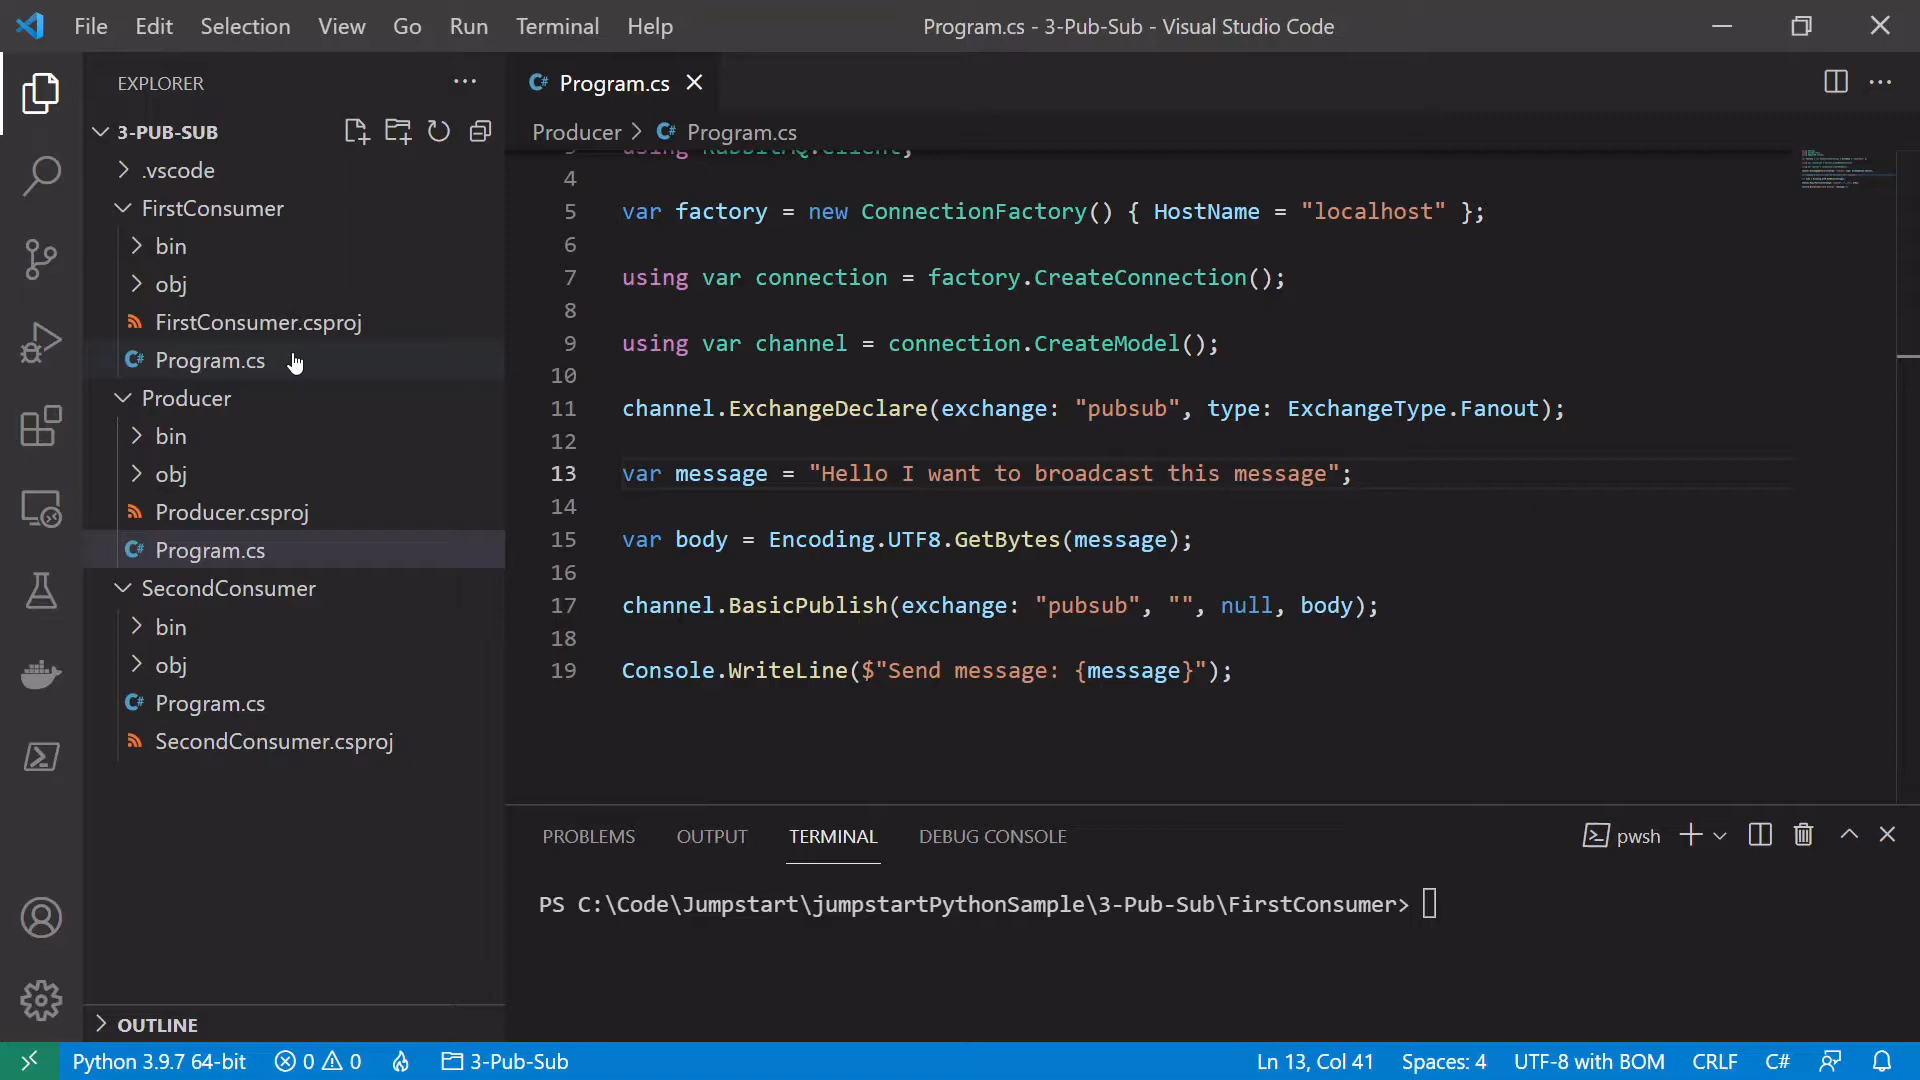 File Edit Selection View Go Run Terminal Help
Program.cs - 3-Pub-Sub - Visual Studio Code
EXPLORER
3-PUB-SUB
.vscode
FirstConsumer
bin
obj
FirstConsumer.csproj
Program.cs
Producer
bin
obj
Producer.csproj
Program.cs
SecondConsumer
bin
obj
Program.cs
SecondConsumer.csproj
OUTLINE
Program.cs
Producer > Program.cs
using RabbitMQ.Client;
4
5 var factory = new ConnectionFactory() { HostName = "localhost" };
6
7 using var connection = factory.CreateConnection();
8
9 using var channel = connection.CreateModel();
10
11 channel.ExchangeDeclare(exchange: "pubsub", type: ExchangeType.Fanout);
12
13 var message = "Hello I want to broadcast this message";
14
15 var body = Encoding.UTF8.GetBytes(message);
16
17 channel.BasicPublish(exchange: "pubsub", "", null, body);
18
19 Console.WriteLine($"Send message: {message}");
PROBLEMS OUTPUT TERMINAL DEBUG CONSOLE
pwsh
PS C:\Code\Jumpstart\jumpstartPythonSample\3-Pub-Sub\FirstConsumer>
Python 3.9.7 64-bit 0 0 3-Pub-Sub
Ln 13, Col 41 Spaces: 4 UTF-8 with BOM CRLF C#